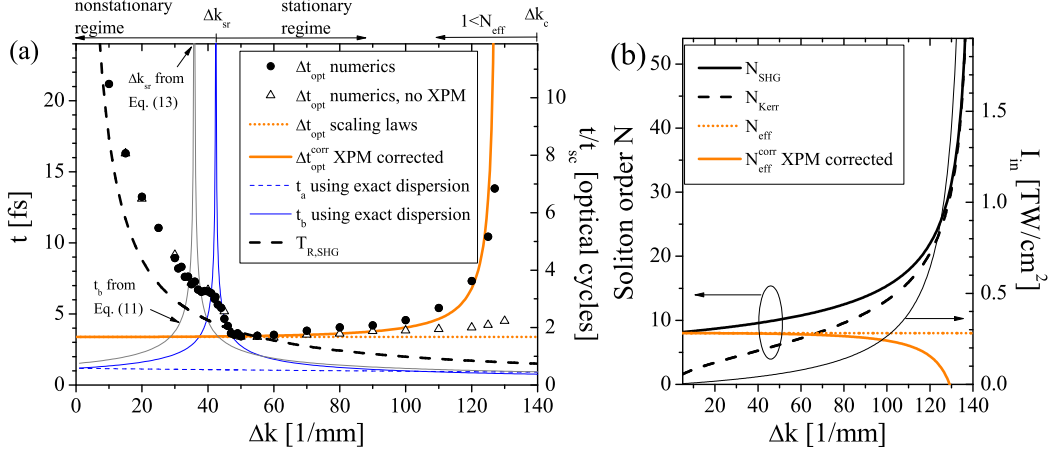 nonstationary
regime
Δk_sr
stationary
regime
1<N_eff
Δk_c
(a)
Δk_sr from
Eq. (13)
t_b from
Eq. (11)
Δt_opt numerics
Δt_opt numerics, no XPM
Δt_opt scaling laws
Δt_opt^corr XPM corrected
t_a using exact dispersion
t_b using exact dispersion
T_R,SHG
t [fs]
0
5
10
15
20
t/t_sc [optical cycles]
0
2
4
6
8
10
0 20 40 60 80 100 120 140
Δk [1/mm]
(b)
N_SHG
N_Kerr
N_eff
N_eff^corr XPM corrected
Soliton order N
0
10
20
30
40
50
I_in [TW/cm²]
0.0
0.5
1.0
1.5
20 40 60 80 100 120 140
Δk [1/mm]